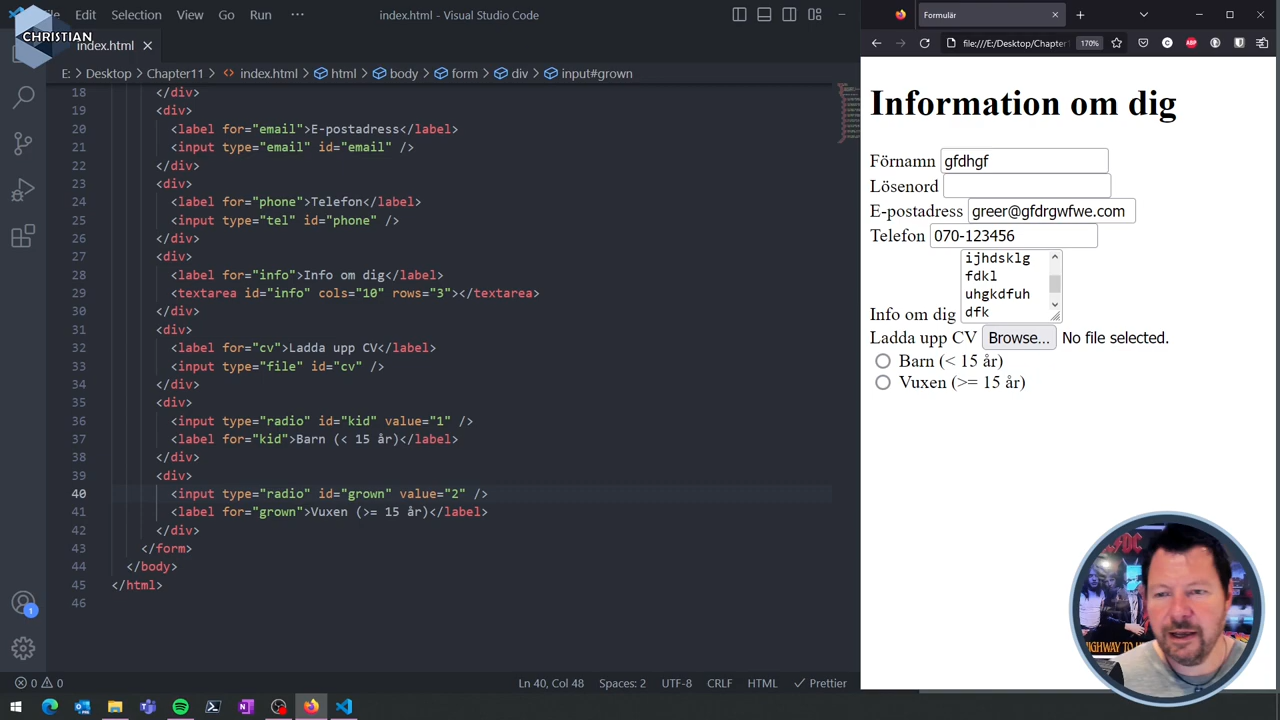 Edit Selection View Go Run ··· index.html - Visual Studio Code
CHRISTIAN
index.html
E: > Desktop > Chapter11 > index.html > html > body > form > div > input#grown
18 </div>
19 <div>
20 <label for="email">E-postadress</label>
21 <input type="email" id="email" />
22 </div>
23 <div>
24 <label for="phone">Telefon</label>
25 <input type="tel" id="phone" />
26 </div>
27 <div>
28 <label for="info">Info om dig</label>
29 <textarea id="info" cols="10" rows="3"></textarea>
30 </div>
31 <div>
32 <label for="cv">Ladda upp CV</label>
33 <input type="file" id="cv" />
34 </div>
35 <div>
36 <input type="radio" id="kid" value="1" />
37 <label for="kid">Barn (< 15 år)</label>
38 </div>
39 <div>
40 <input type="radio" id="grown" value="2" />
41 <label for="grown">Vuxen (>= 15 år)</label>
42 </div>
43 </form>
44 </body>
45 </html>
46
1
0 0 Ln 40, Col 48 Spaces: 2 UTF-8 CRLF HTML Prettier
Formulär
file:///E:/Desktop/Chapter1 170%
Information om dig
Förnamn gfdhgf
Lösenord
E-postadress greer@gfdrgwfwe.com
Telefon 070-123456
ijhdsklg
fdkl
uhgkdfuh
dfk
Info om dig
Ladda upp CV Browse... No file selected.
Barn (< 15 år)
Vuxen (>= 15 år)